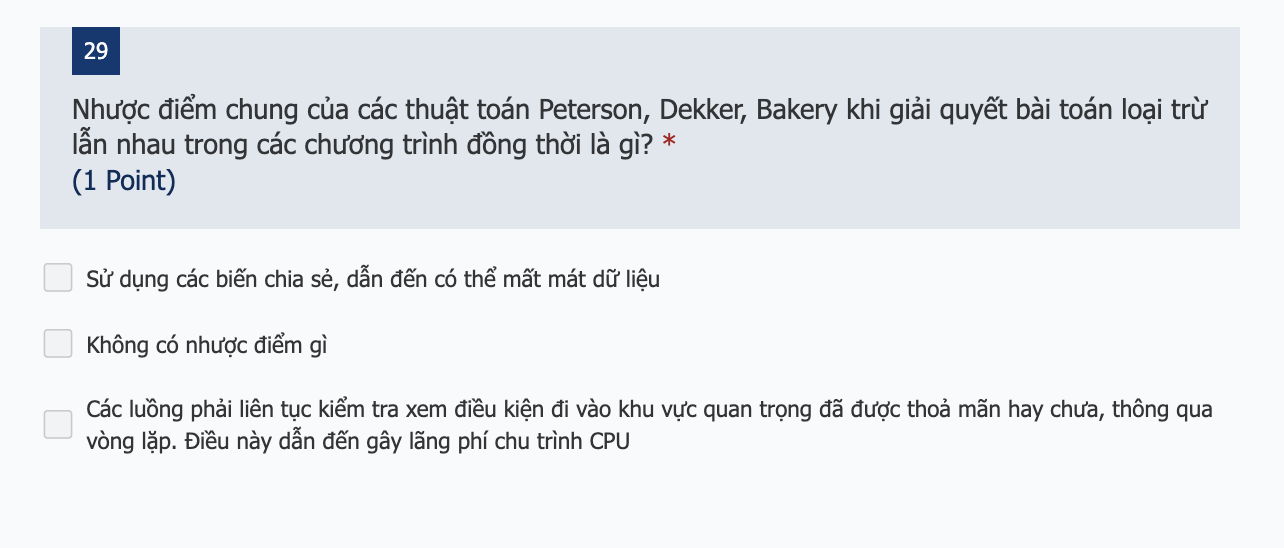 29
Nhược điểm chung của các thuật toán Peterson, Dekker, Bakery khi giải quyết bài toán loại trừ
lẫn nhau trong các chương trình đồng thời là gì? *
(1 Point)
Sử dụng các biến chia sẻ, dẫn đến có thể mất mát dữ liệu
Không có nhược điểm gì
Các luồng phải liên tục kiểm tra xem điều kiện đi vào khu vực quan trọng đã được thoả mãn hay chưa, thông qua
vòng lặp. Điều này dẫn đến gây lãng phí chu trình CPU